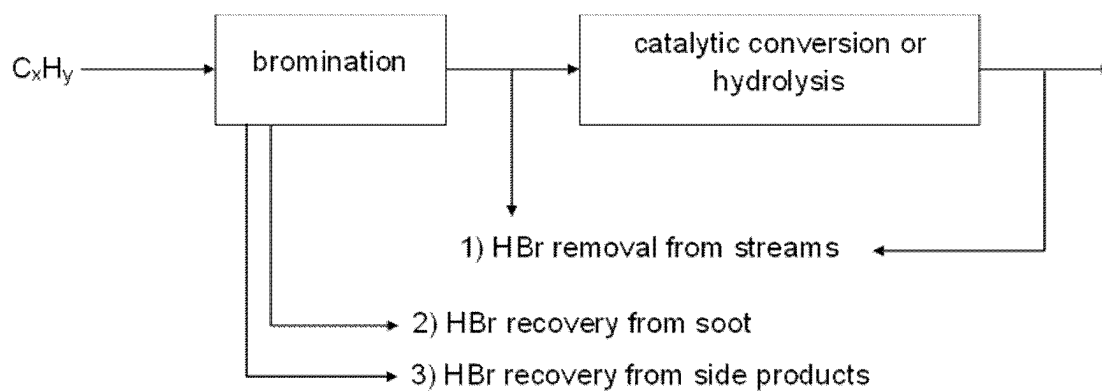 CxHy
bromination
catalytic conversion or
hydrolysis
1) HBr removal from streams
2) HBr recovery from soot
3) HBr recovery from side products